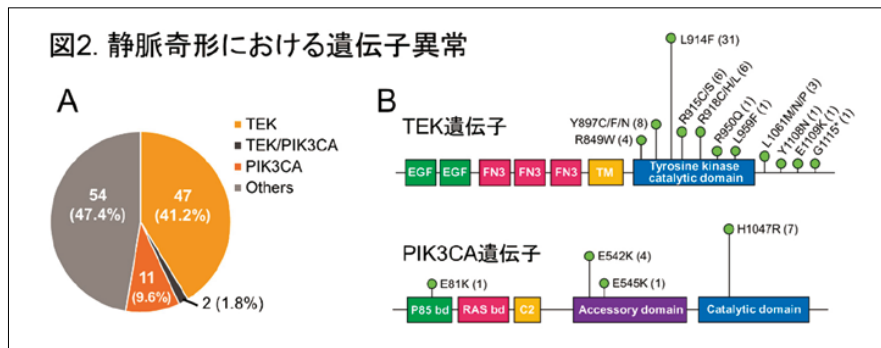 図2. 静脈奇形における遺伝子異常
A
TEK
TEK/PIK3CA
PIK3CA
Others
54
(47.4%)
47
(41.2%)
11
(9.6%)
2 (1.8%)
B
TEK遺伝子
R849W (4)
Y897C/F/N (8)
L914F (31)
R915C/S (6)
R918C/H/L (6)
R950Q (1)
L959F (1)
L1061M/N/P (3)
Y1108N (1)
E1109K (1)
G1115* (1)
EGF
EGF
FN3
FN3
FN3
TM
Tyrosine kinase
catalytic domain
PIK3CA遺伝子
E81K (1)
E542K (4)
E545K (1)
H1047R (7)
P85 bd
RAS bd
C2
Accessory domain
Catalytic domain